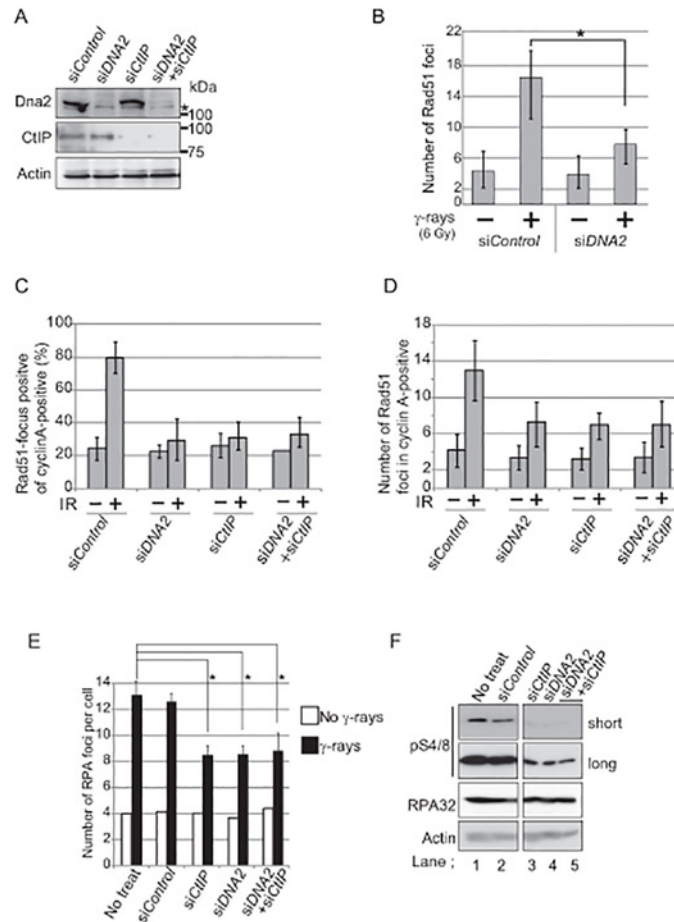 A
siControl
siDNA2
siCtIP
siDNA2
+siCtIP
kDa
Dna2
*
100
CtIP
100
75
Actin
B
Number of Rad51 foci
22
18
14
10
6
2
*
γ-rays
(6 Gy)
− + − +
siControl siDNA2
C
Rad51-focus positve
of cyclinA-positive (%)
100
80
60
40
20
0
IR − + − + − + − +
siControl
siDNA2
siCtIP
siDNA2
+siCtIP
D
Number of Rad51
foci in cyclin A-positive
18
15
12
9
6
3
0
IR − + − + − + − +
siControl
siDNA2
siCtIP
siDNA2
+siCtIP
E
Number of RPA foci per cell
14
12
10
8
6
4
2
0
* * *
No γ-rays
γ-rays
No treat
siControl
siCtIP
siDNA2
siDNA2
+siCtIP
F
No treat
siControl
siCtIP
siDNA2
siDNA2
+siCtIP
pS4/8
short
long
RPA32
Actin
Lane ; 1 2 3 4 5